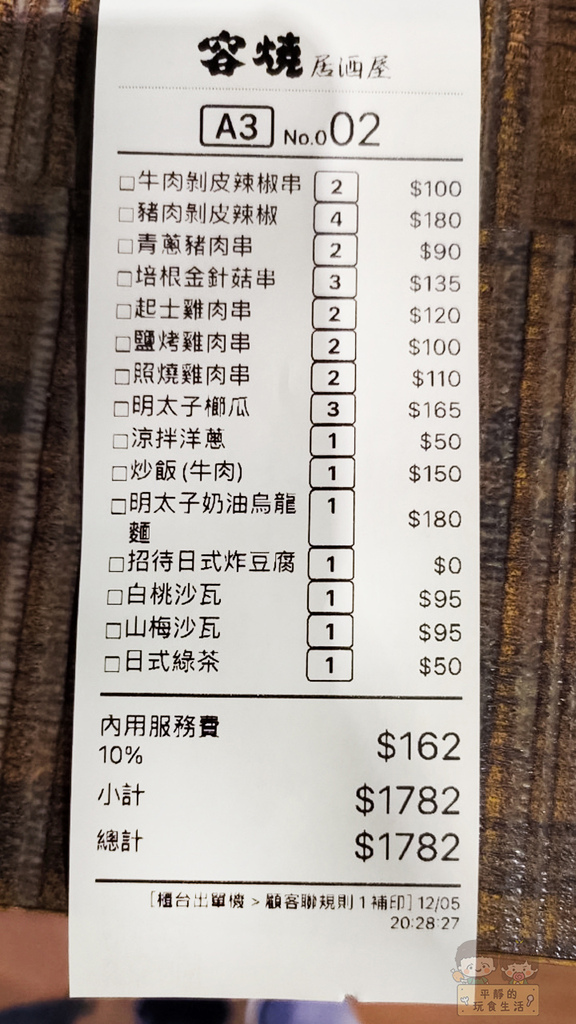 容燒 居酒屋
A3 No.002
□牛肉剝皮辣椒串 2 $100
□豬肉剝皮辣椒 4 $180
□青蔥豬肉串 2 $90
□培根金針菇串 3 $135
□起士雞肉串 2 $120
□鹽烤雞肉串 2 $100
□照燒雞肉串 2 $110
□明太子櫛瓜 3 $165
□涼拌洋蔥 1 $50
□炒飯(牛肉) 1 $150
□明太子奶油烏龍 1 $180
麵
□招待日式炸豆腐 1 $0
□白桃沙瓦 1 $95
□山梅沙瓦 1 $95
□日式綠茶 1 $50
內用服務費
10% $162
小計 $1782
總計 $1782
[櫃台出單機 > 顧客聯規則1補印] 12/05
20:28:27
平靜的
玩食生活